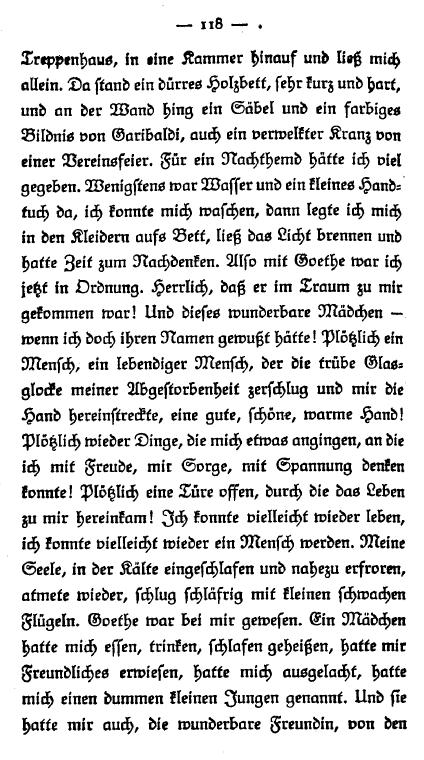 — 118 — .
Treppenhaus, in eine Kammer hinauf und ließ mich
allein. Da stand ein dürres Holzbett, sehr kurz und hart,
und an der Wand hing ein Säbel und ein farbiges
Bildnis von Garibaldi, auch ein verwelkter Kranz von
einer Vereinsfeier. Für ein Nachthemd hätte ich viel
gegeben. Wenigstens war Wasser und ein kleines Hand-
tuch da, ich konnte mich waschen, dann legte ich mich
in den Kleidern aufs Bett, ließ das Licht brennen und
hatte Zeit zum Nachdenken. Also mit Goethe war ich
jetzt in Ordnung. Herrlich, daß er im Traum zu mir
gekommen war! Und dieses wunderbare Mädchen —
wenn ich doch ihren Namen gewußt hätte! Plötzlich ein
Mensch, ein lebendiger Mensch, der die trübe Glas-
glocke meiner Abgestorbenheit zerschlug und mir die
Hand hereinstreckte, eine gute, schöne, warme Hand!
Plötzlich wieder Dinge, die mich etwas angingen, an die
ich mit Freude, mit Sorge, mit Spannung denken
konnte! Plötzlich eine Türe offen, durch die das Leben
zu mir hereinkam! Ich konnte vielleicht wieder leben,
ich konnte vielleicht wieder ein Mensch werden. Meine
Seele, in der Kälte eingeschlafen und nahezu erfroren,
atmete wieder, schlug schläfrig mit kleinen schwachen
Flügeln. Goethe war bei mir gewesen. Ein Mädchen
hatte mich essen, trinken, schlafen geheißen, hatte mir
Freundliches erwiesen, hatte mich ausgelacht, hatte
mich einen dummen kleinen Jungen genannt. Und sie
hatte mir auch, die wunderbare Freundin, von den